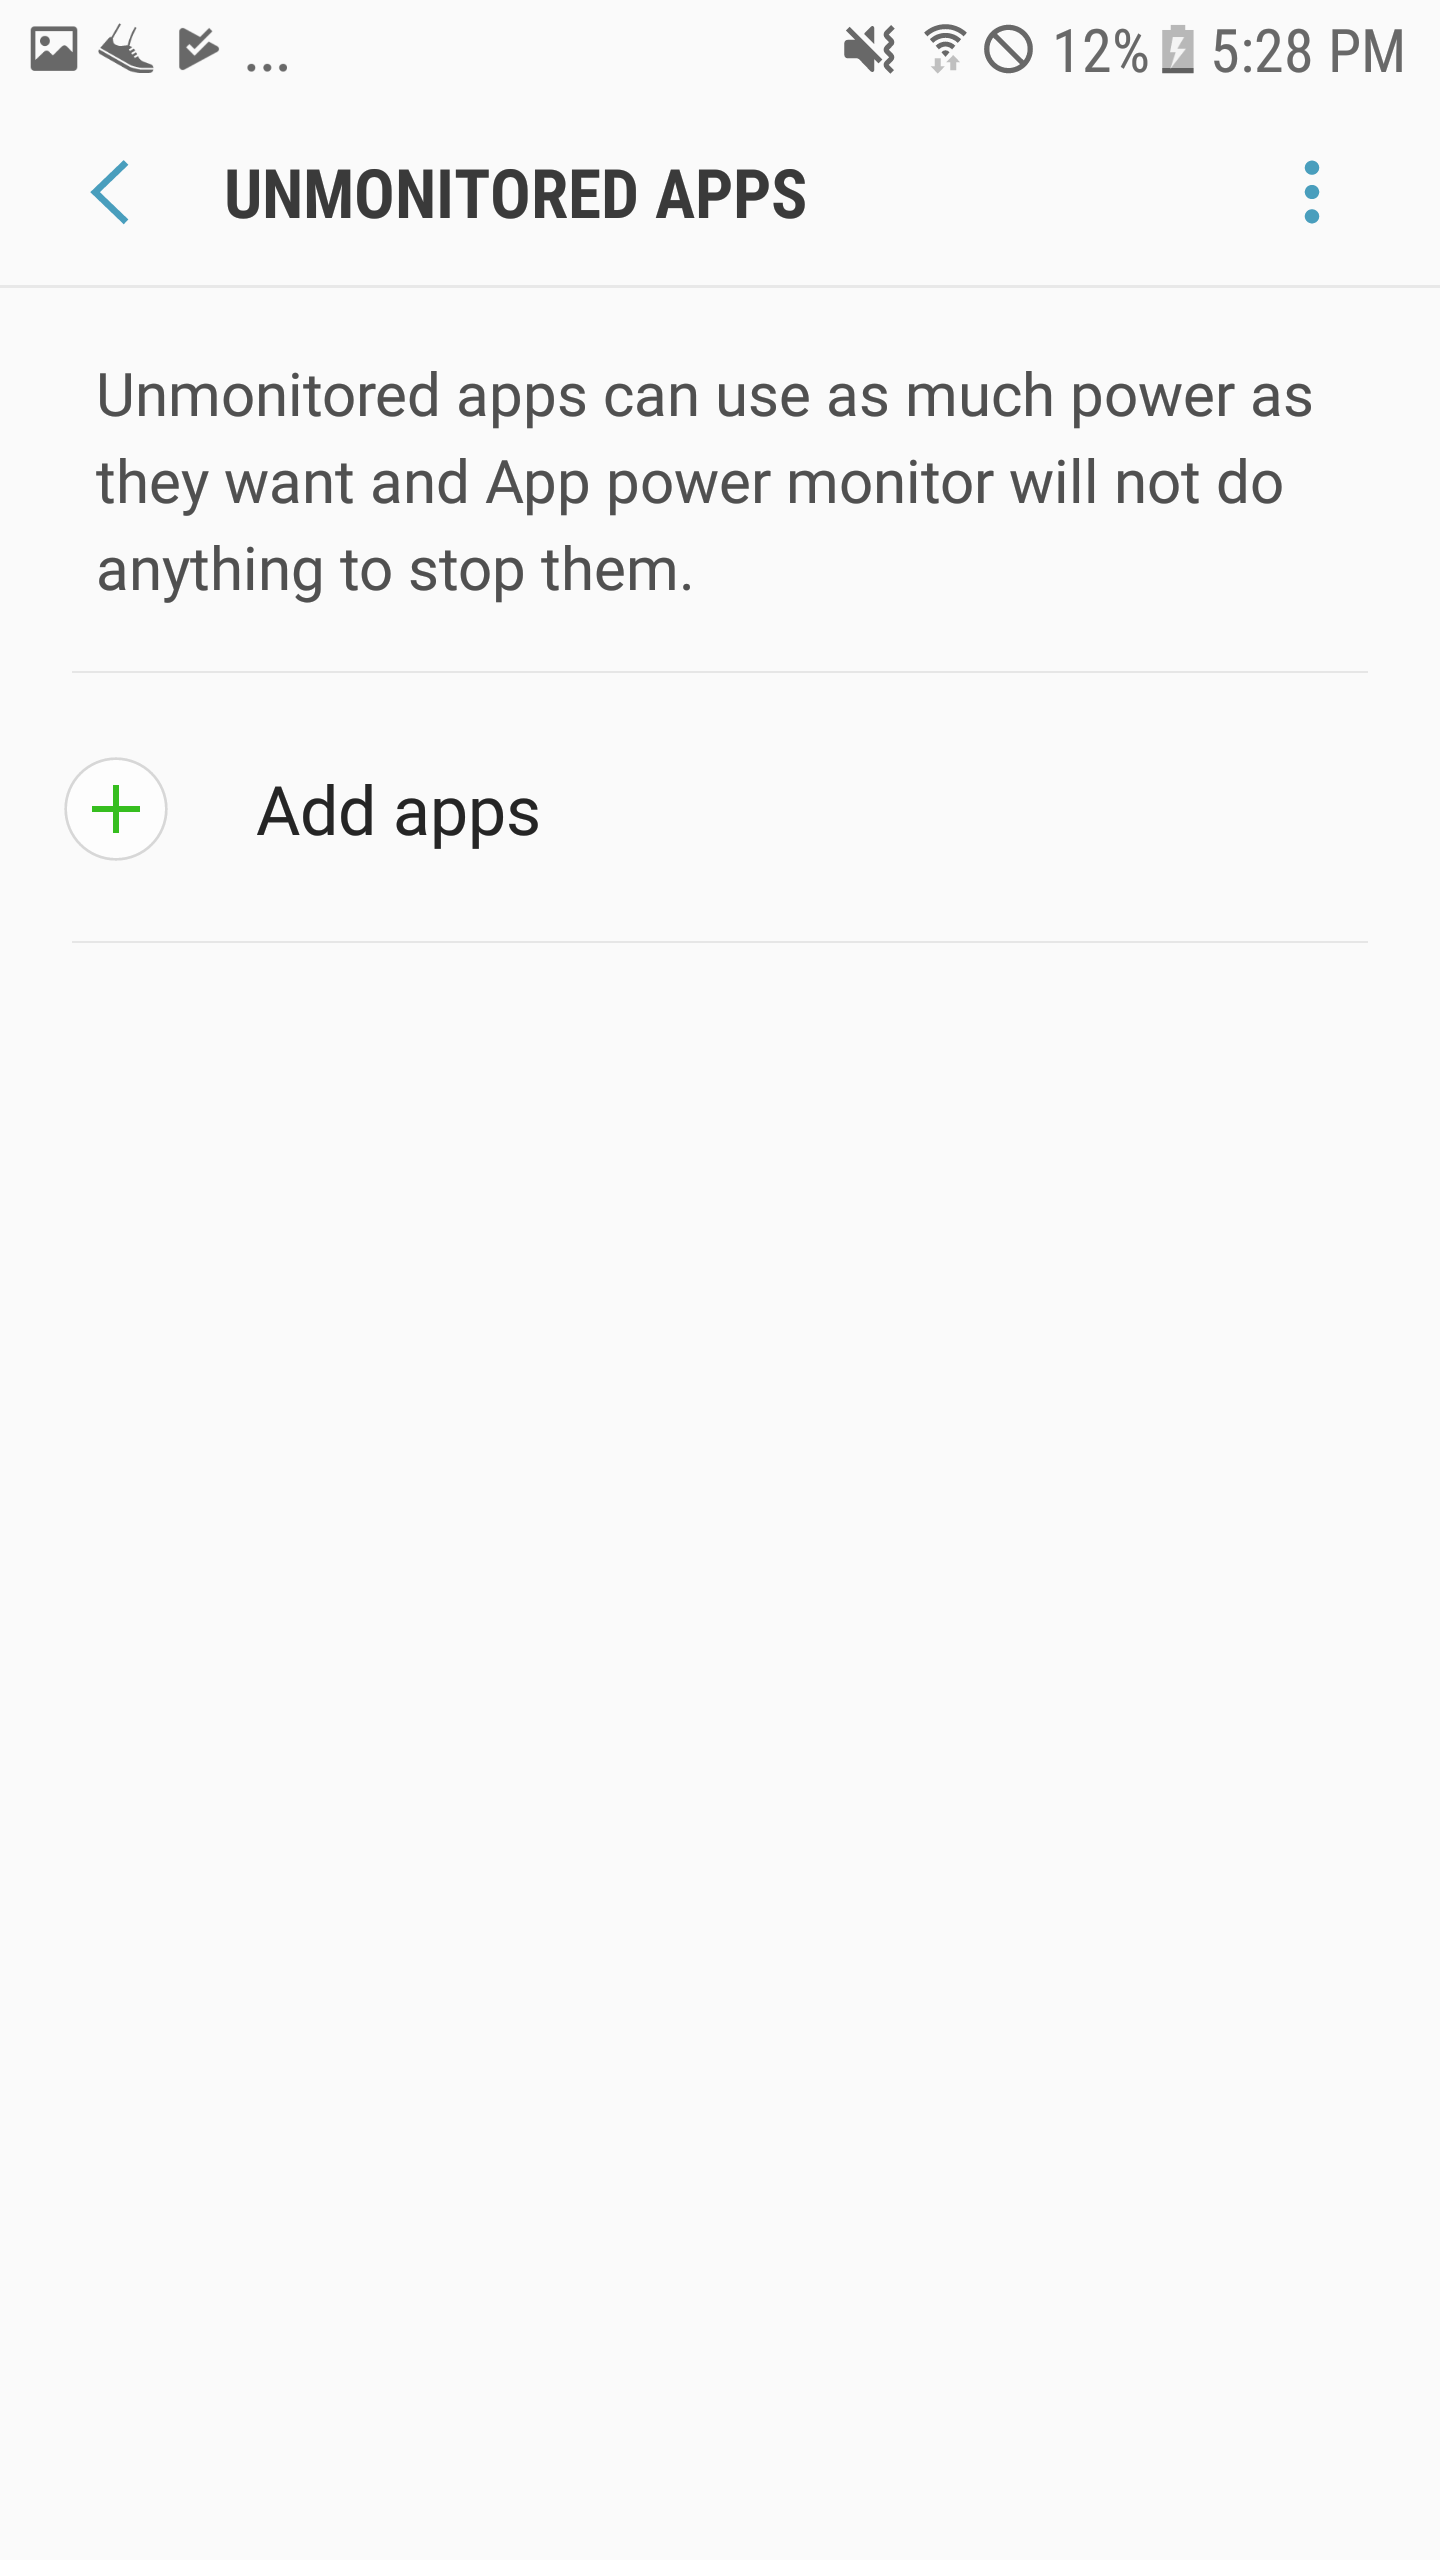 12% 5:28 PM
UNMONITORED APPS
Unmonitored apps can use as much power as
they want and App power monitor will not do
anything to stop them.
Add apps